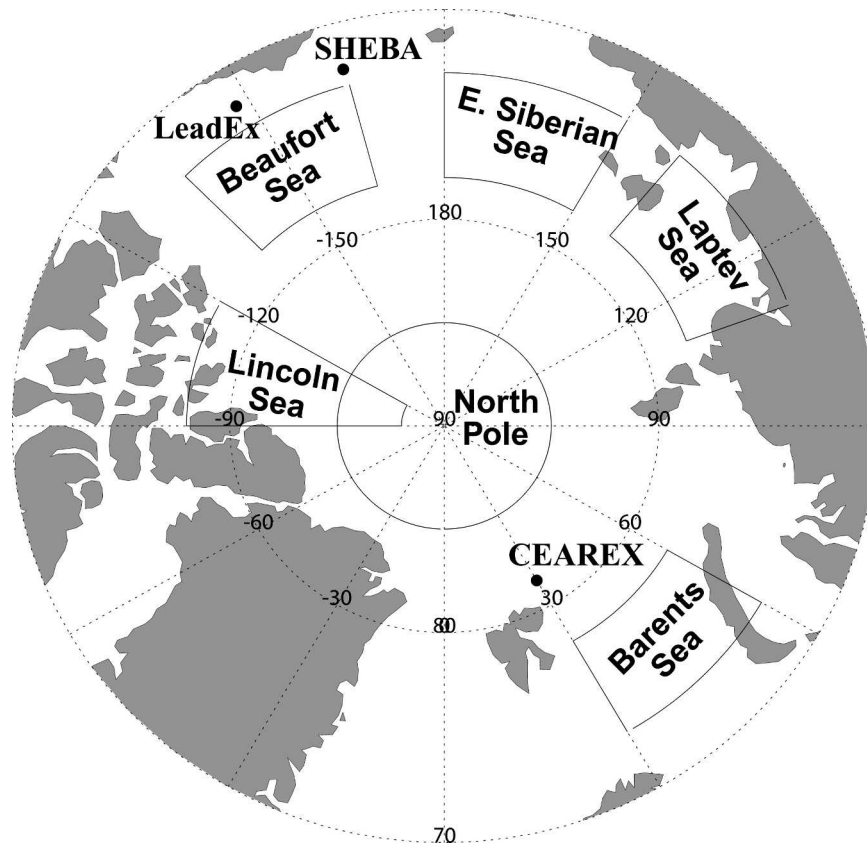 SHEBA
LeadEx
Beaufort
Sea
E. Siberian
Sea
Laptev
Sea
180
-150
150
-120
120
Lincoln
Sea
North
Pole
-90
90
90
-60
60
CEAREX
-30
30
80
0
Barents
Sea
70